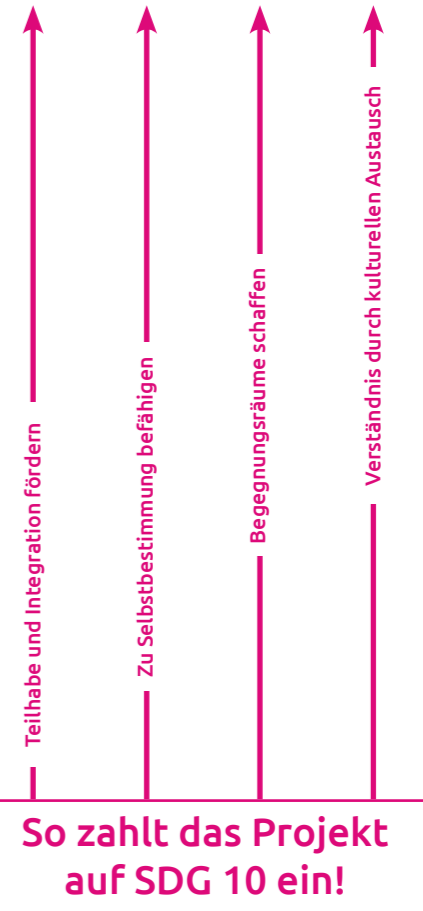 Teilhabe und Integration fördern
Zu Selbstbestimmung befähigen
Begegnungsräume schaffen
Verständnis durch kulturellen Austausch
So zahlt das Projekt
auf SDG 10 ein!